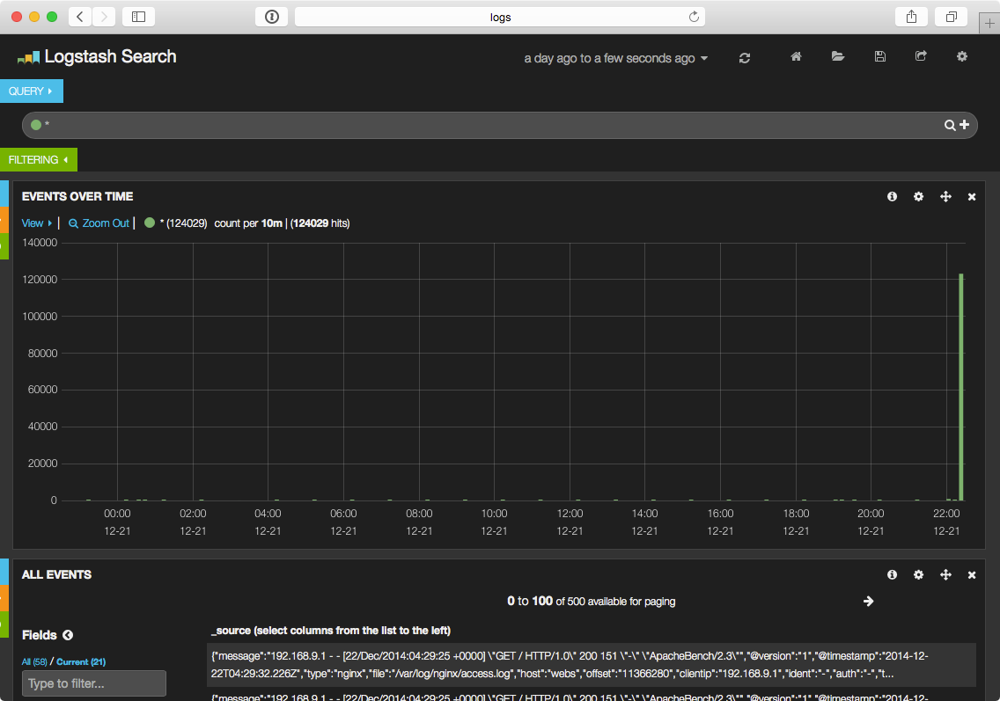 logs
Logstash Search
a day ago to a few seconds ago
QUERY
*
FILTERING
EVENTS OVER TIME
View | Zoom Out | * (124029) count per 10m | (124029 hits)
140000
120000
100000
80000
60000
40000
20000
0
00:00 02:00 04:00 06:00 08:00 10:00 12:00 14:00 16:00 18:00 20:00 22:00
12-21 12-21 12-21 12-21 12-21 12-21 12-21 12-21 12-21 12-21 12-21 12-21
ALL EVENTS
0 to 100 of 500 available for paging
Fields
All (58) / Current (21)
Type to filter...
_source (select columns from the list to the left)
{"message":"192.168.9.1 - - [22/Dec/2014:04:29:25 +0000] \"GET / HTTP/1.0\" 200 151 \"-\" \"ApacheBench/2.3\"","@version":"1","@timestamp":"2014-12-
22T04:29:32.226Z","type":"nginx","file":"/var/log/nginx/access.log","host":"webs","offset":"11366280","clientip":"192.168.9.1","ident":"-","auth":"-","t...
{"message":"192.168.9.1 - - [22/Dec/2014:04:29:25 +0000] \"GET / HTTP/1.0\" 200 151 \"-\" \"ApacheBench/2.3\"","@version":"1","@timestamp":"2014-12-